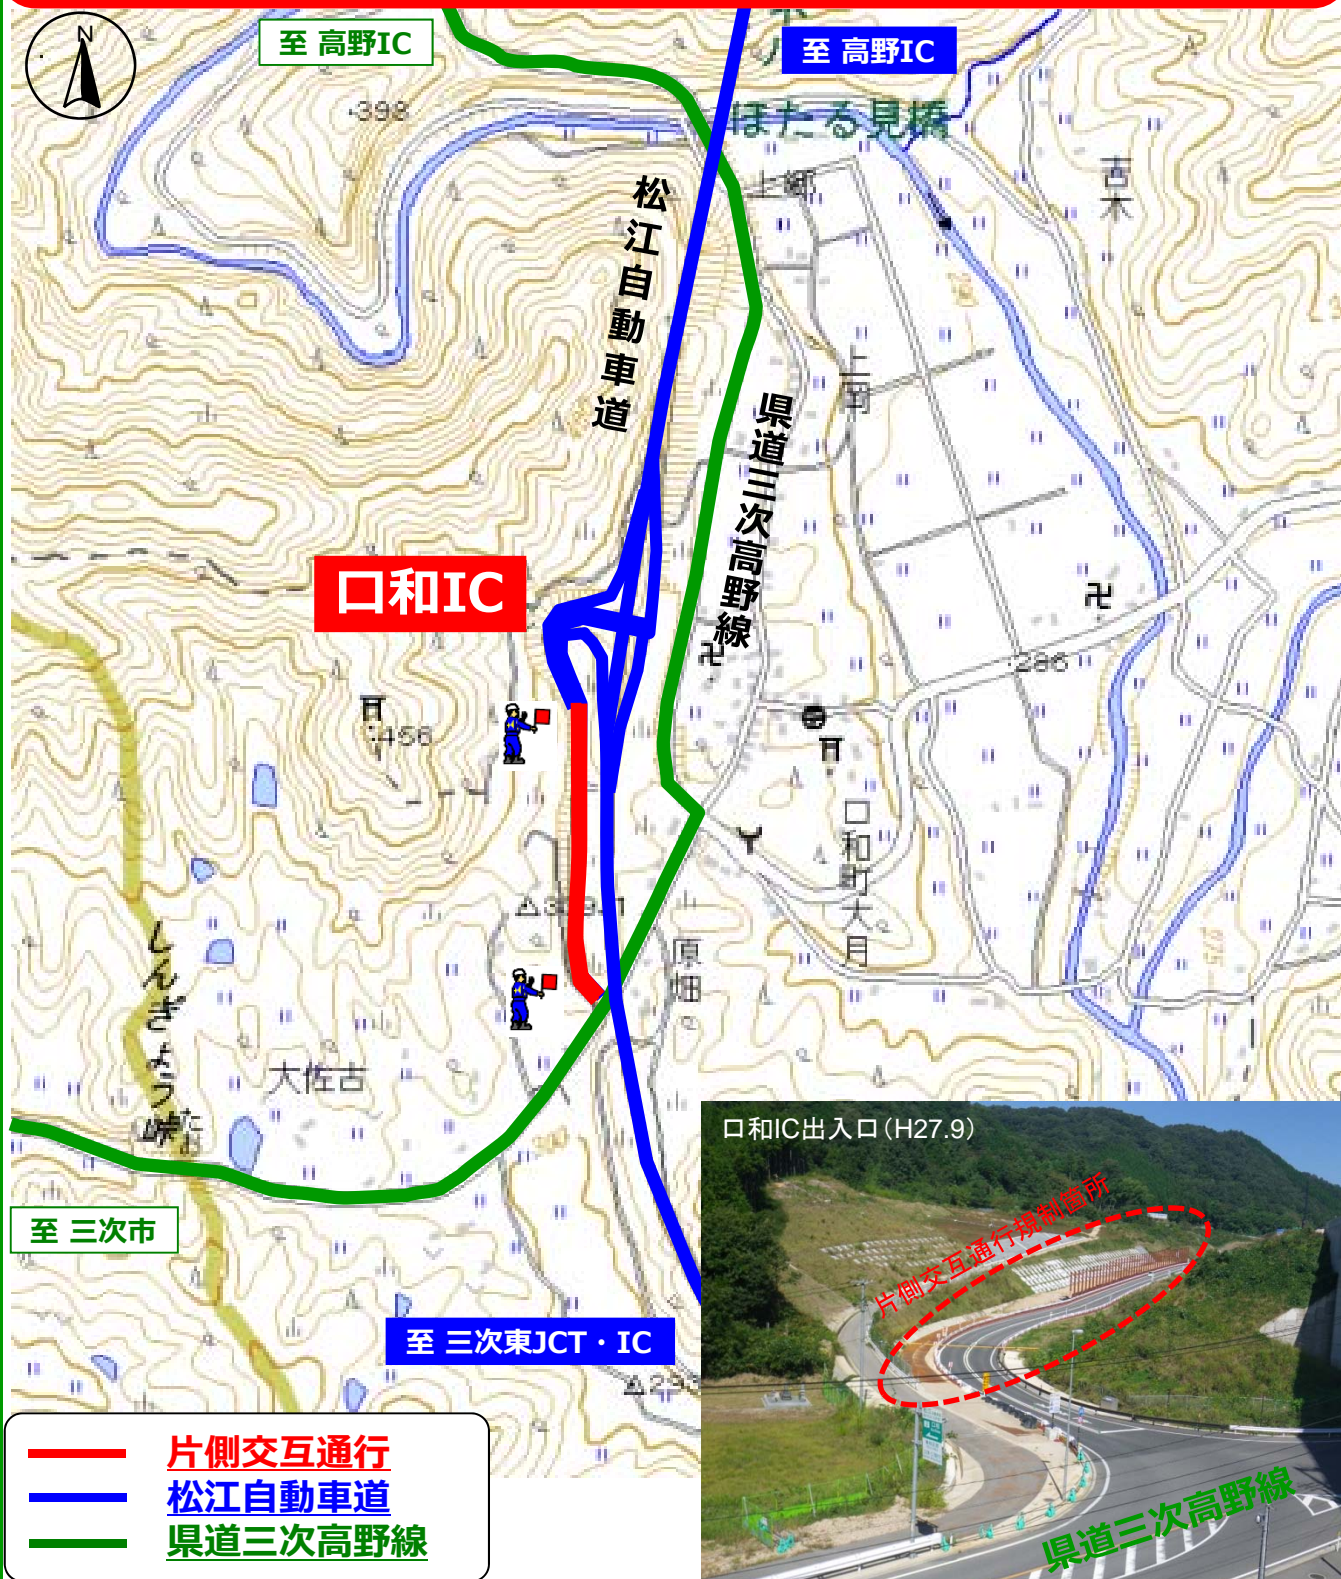 N
至 高野IC
至 高野IC
398
ほたる見橋
上郷
吉木
松江自動車道
上岡
県道三次高野線
口和IC
286
456
口和町大月
原畑
しんぎょう峠
たお
大佐古
口和IC出入口(H27.9)
片側交互通行規制箇所
至 三次市
至 三次東JCT・IC
県道三次高野線
片側交互通行
松江自動車道
県道三次高野線